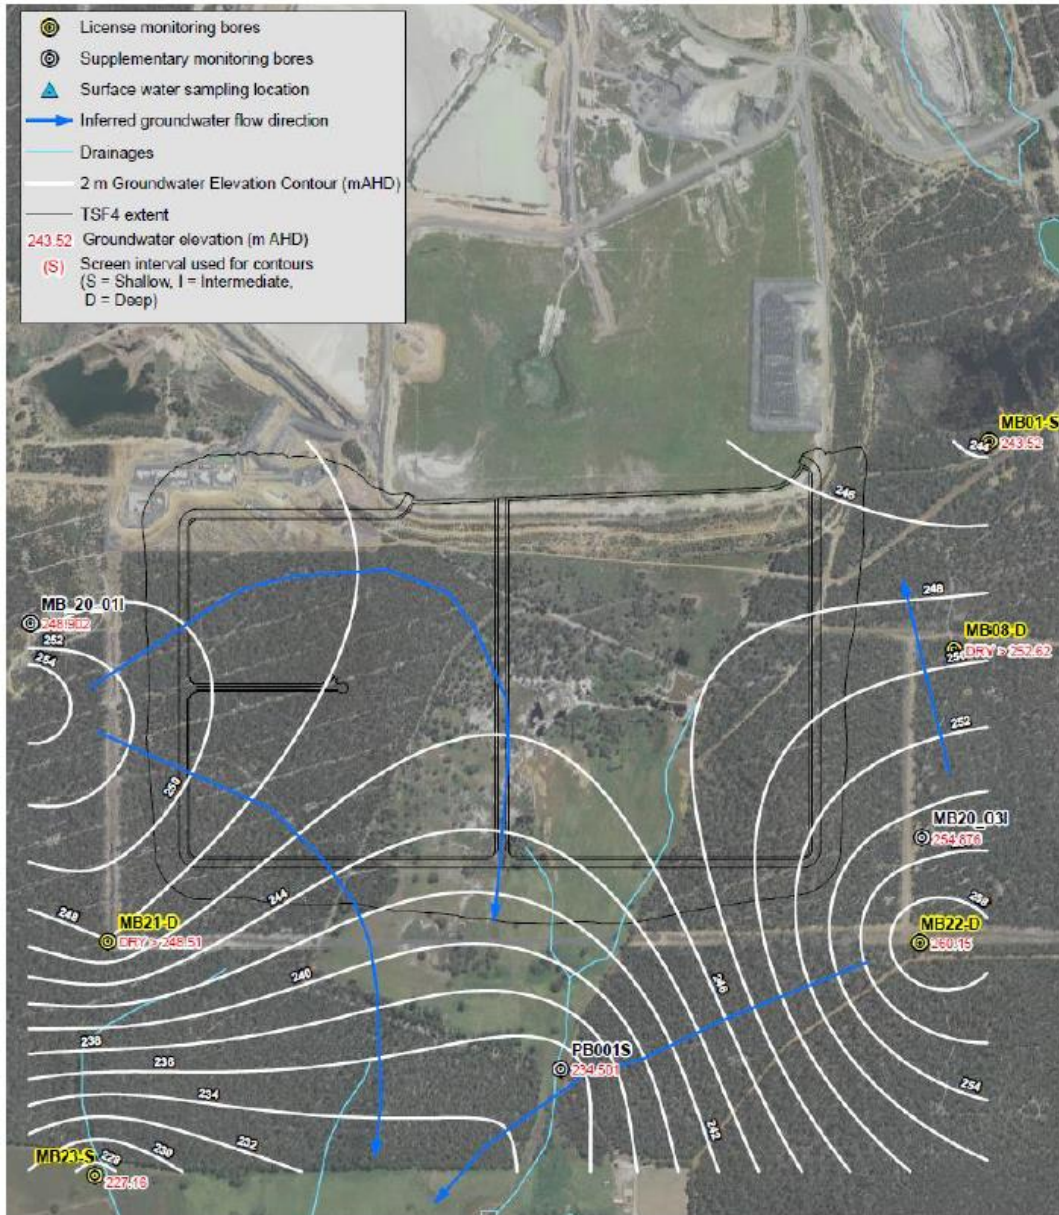 License monitoring bores
Supplementary monitoring bores
Surface water sampling location
Inferred groundwater flow direction
Drainages
2 m Groundwater Elevation Contour (mAHD)
TSF4 extent
243.52 Groundwater elevation (m AHD)
(S) Screen interval used for contours
(S = Shallow, I = Intermediate,
D = Deep)
MB01-S
244
243.52
246
248
MB_20_01I
248.902
252
254
MB08-D
DRY > 252.62
250
252
250
MB20_03I
254.876
258
248
244
MB21-D
DRY > 248.51
MB22-D
260.15
240
246
238
236
PB001S
234.501
254
234
242
232
230
MB23-S
228
227.18